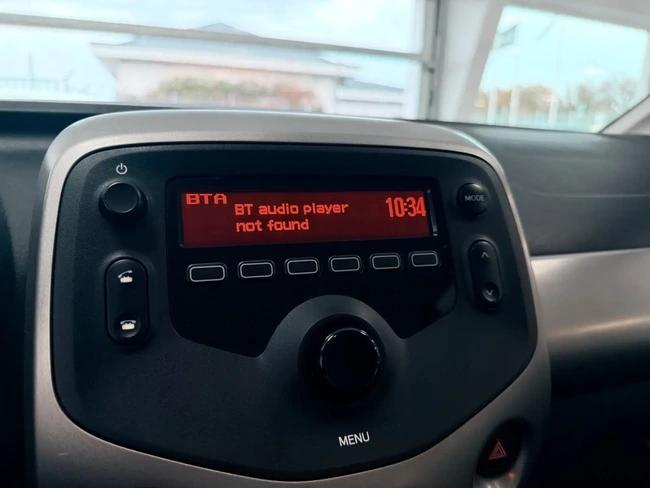 BTA
BT audio player
not found
10:34
MODE
MENU